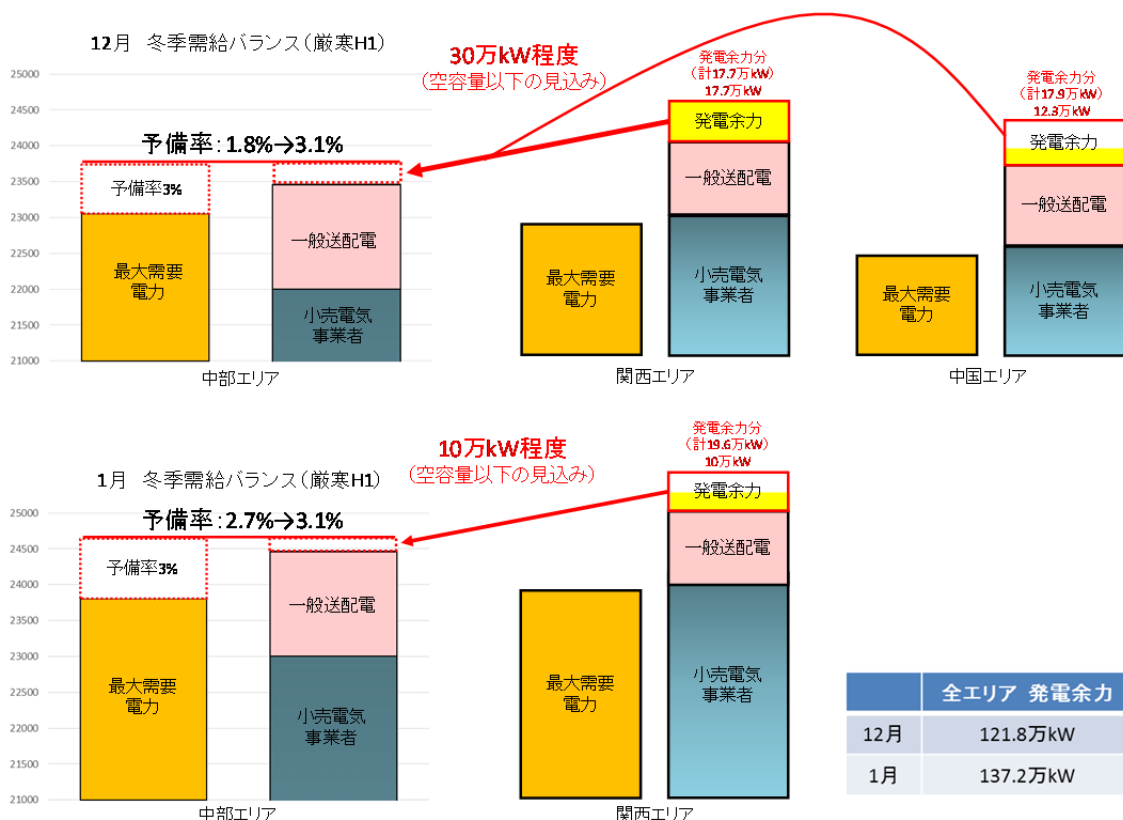 12月 冬季需給バランス（厳寒H1）
30万kW程度
（空容量以下の見込み）
予備率：1.8%→3.1%
25000
24500
24000
23500
23000
22500
22000
21500
21000
予備率3%
最大需要
電力
一般送配電
小売電気
事業者
中部エリア
発電余力分
（計17.7万kW）
17.7万kW
発電余力
一般送配電
小売電気
事業者
最大需要
電力
関西エリア
発電余力分
（計17.9万kW）
12.3万kW
発電余力
一般送配電
小売電気
事業者
最大需要
電力
中国エリア
1月 冬季需給バランス（厳寒H1）
10万kW程度
（空容量以下の見込み）
予備率：2.7%→3.1%
25000
24500
24000
23500
23000
22500
22000
21500
21000
予備率3%
最大需要
電力
一般送配電
小売電気
事業者
中部エリア
発電余力分
（計19.6万kW）
10万kW
発電余力
一般送配電
小売電気
事業者
最大需要
電力
関西エリア
全エリア 発電余力
12月 121.8万kW
1月 137.2万kW